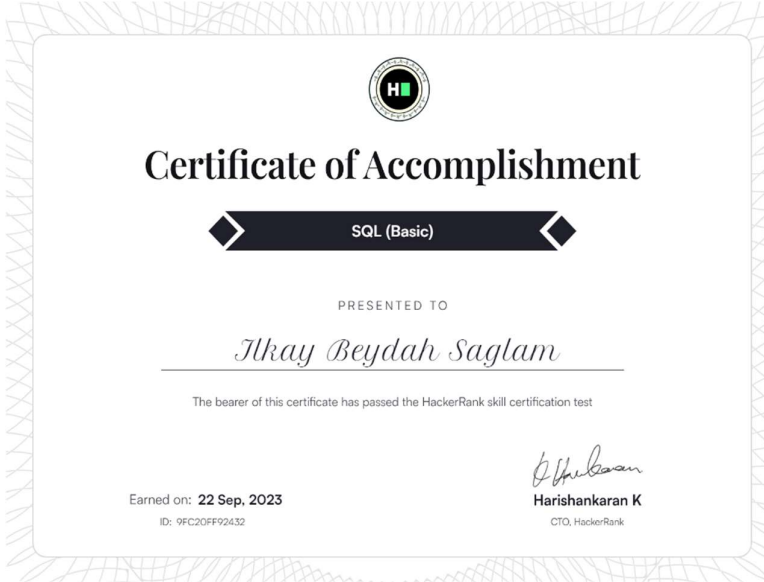 H
Certificate of Accomplishment
SQL (Basic)
PRESENTED TO
Ilkay Beydah Saglam
The bearer of this certificate has passed the HackerRank skill certification test
Earned on: 22 Sep, 2023
ID: 9FC20FF92432
Harishankaran K
CTO, HackerRank